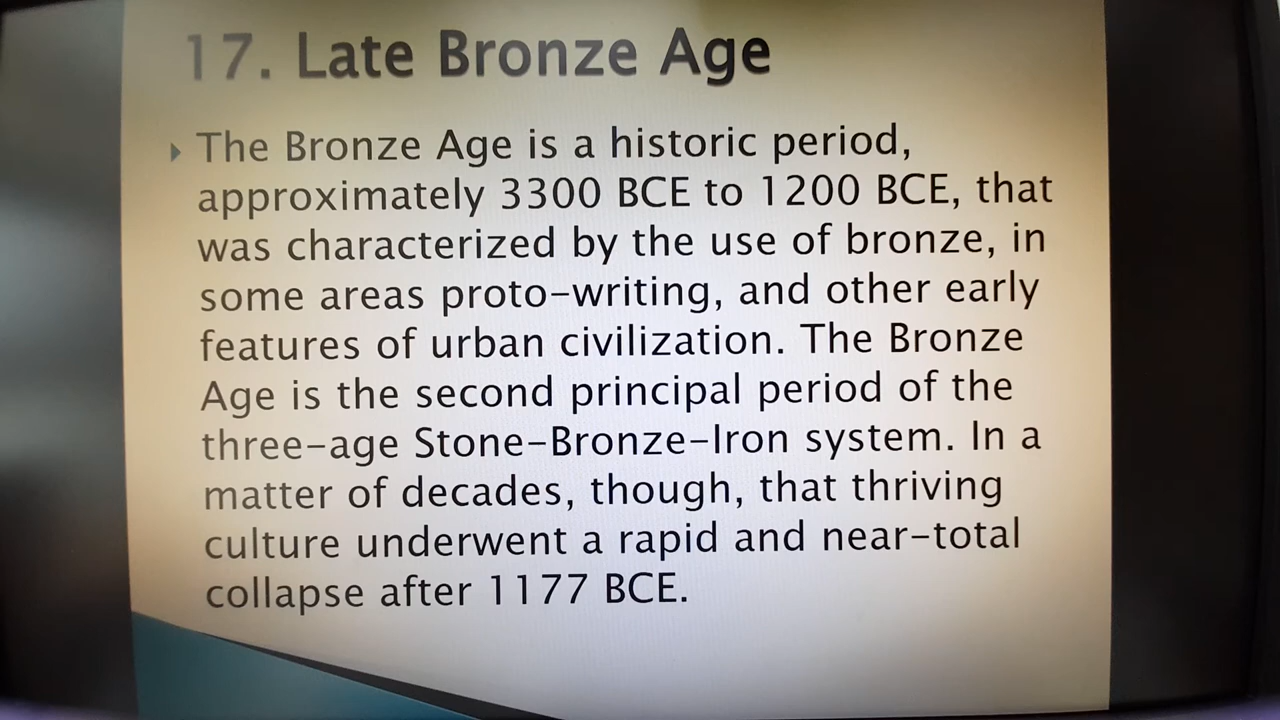 17. Late Bronze Age
The Bronze Age is a historic period,
approximately 3300 BCE to 1200 BCE, that
was characterized by the use of bronze, in
some areas proto-writing, and other early
features of urban civilization. The Bronze
Age is the second principal period of the
three-age Stone-Bronze-Iron system. In a
matter of decades, though, that thriving
culture underwent a rapid and near-total
collapse after 1177 BCE.